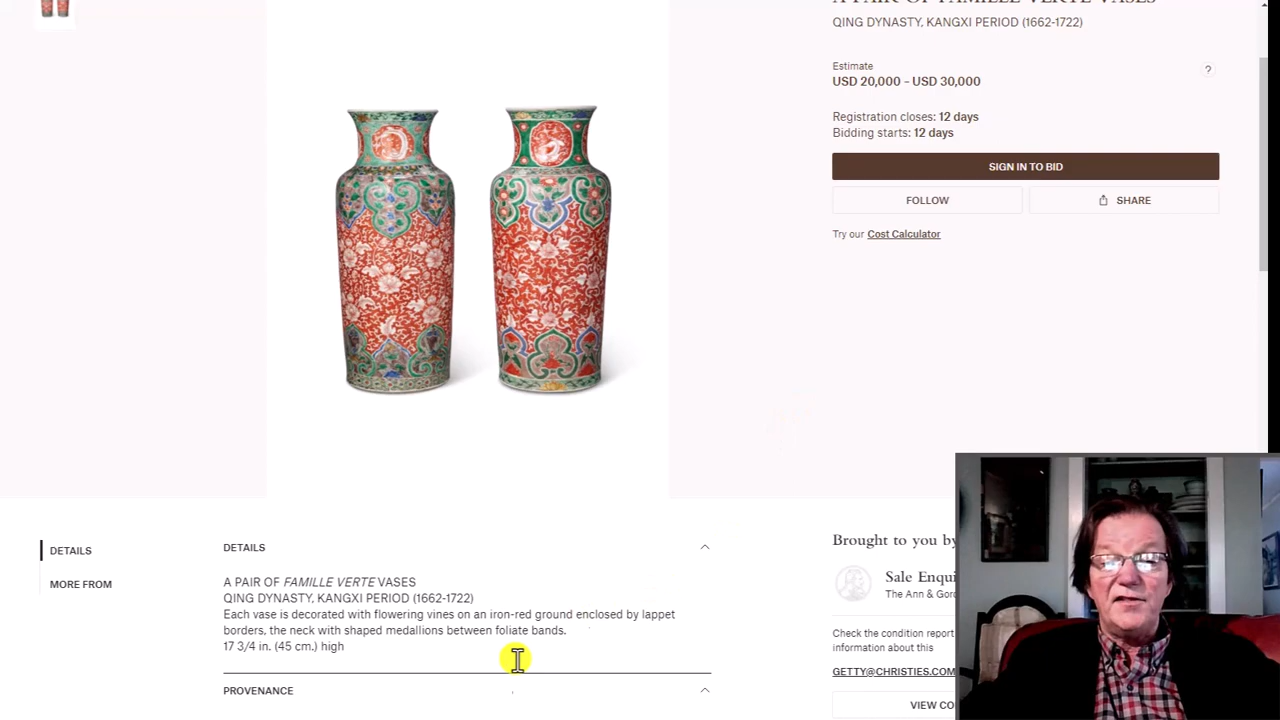 A PAIR OF FAMILLE VERTE VASES
QING DYNASTY, KANGXI PERIOD (1662-1722)
Estimate
?
USD 20,000 – USD 30,000
Registration closes: 12 days
Bidding starts: 12 days
SIGN IN TO BID
FOLLOW
SHARE
Try our Cost Calculator
DETAILS
MORE FROM
DETAILS
A PAIR OF FAMILLE VERTE VASES
QING DYNASTY, KANGXI PERIOD (1662-1722)
Each vase is decorated with flowering vines on an iron-red ground enclosed by lappet
borders, the neck with shaped medallions between foliate bands.
17 3/4 in. (45 cm.) high
PROVENANCE
Brought to you by
Sale Enqui
The Ann & Gor
Check the condition report
information about this
GETTY@CHRISTIES.COM
VIEW CO